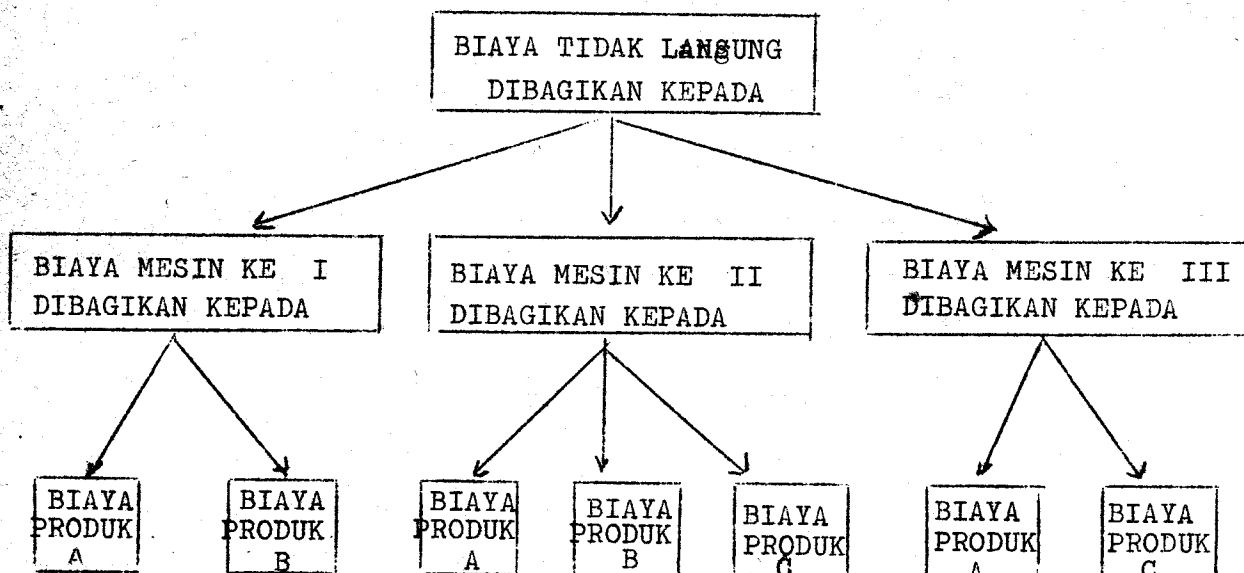 BIAYA TIDAK LANGSUNG
DIBAGIKAN KEPADA
BIAYA MESIN KE I
DIBAGIKAN KEPADA
BIAYA MESIN KE II
DIBAGIKAN KEPADA
BIAYA MESIN KE III
DIBAGIKAN KEPADA
BIAYA
PRODUK
A
BIAYA
PRODUK
B
BIAYA
PRODUK
A
BIAYA
PRODUK
B
BIAYA
PRODUK
C
BIAYA
PRODUK
A
BIAYA
PRODUK
C